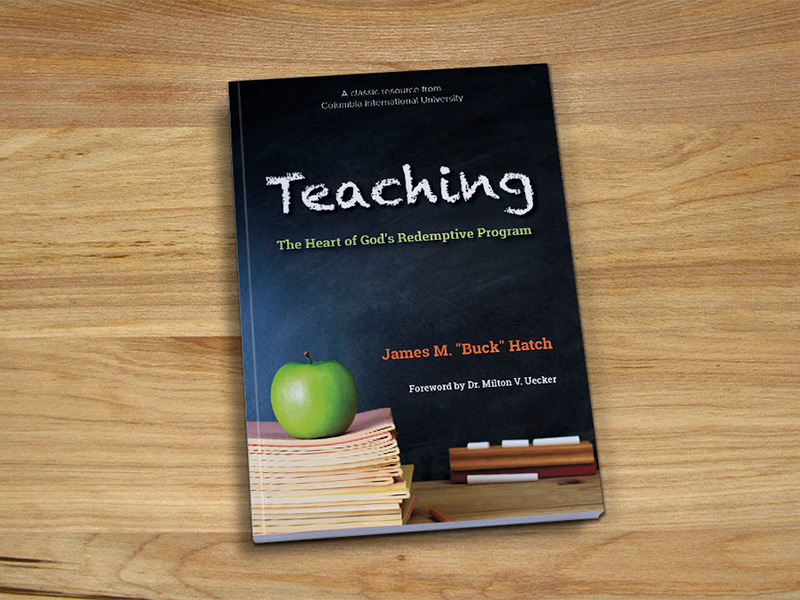 A classic resource from
Columbia International University
Teaching
The Heart of God's Redemptive Program
James M. "Buck" Hatch
Foreword by Dr. Milton V. Uecker